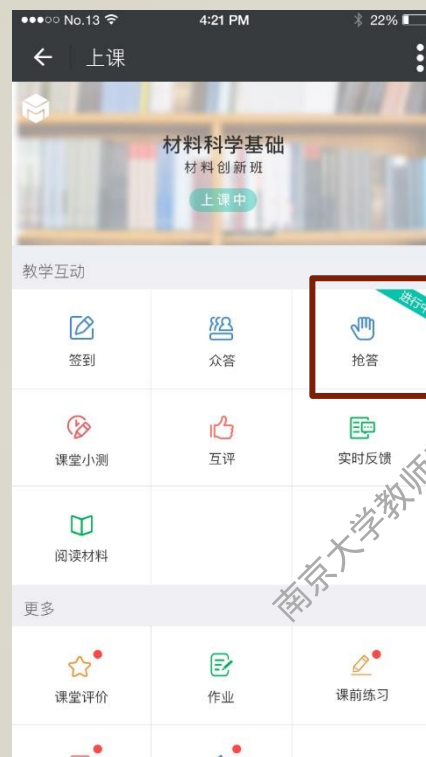 No.13 4:21 PM 22%
上课
材料科学基础
材料创新班
上课中
教学互动
进行中
签到 众答 抢答
课堂小测 互评 实时反馈
阅读材料
南京大学教师
更多
课堂评价 作业 课前练习